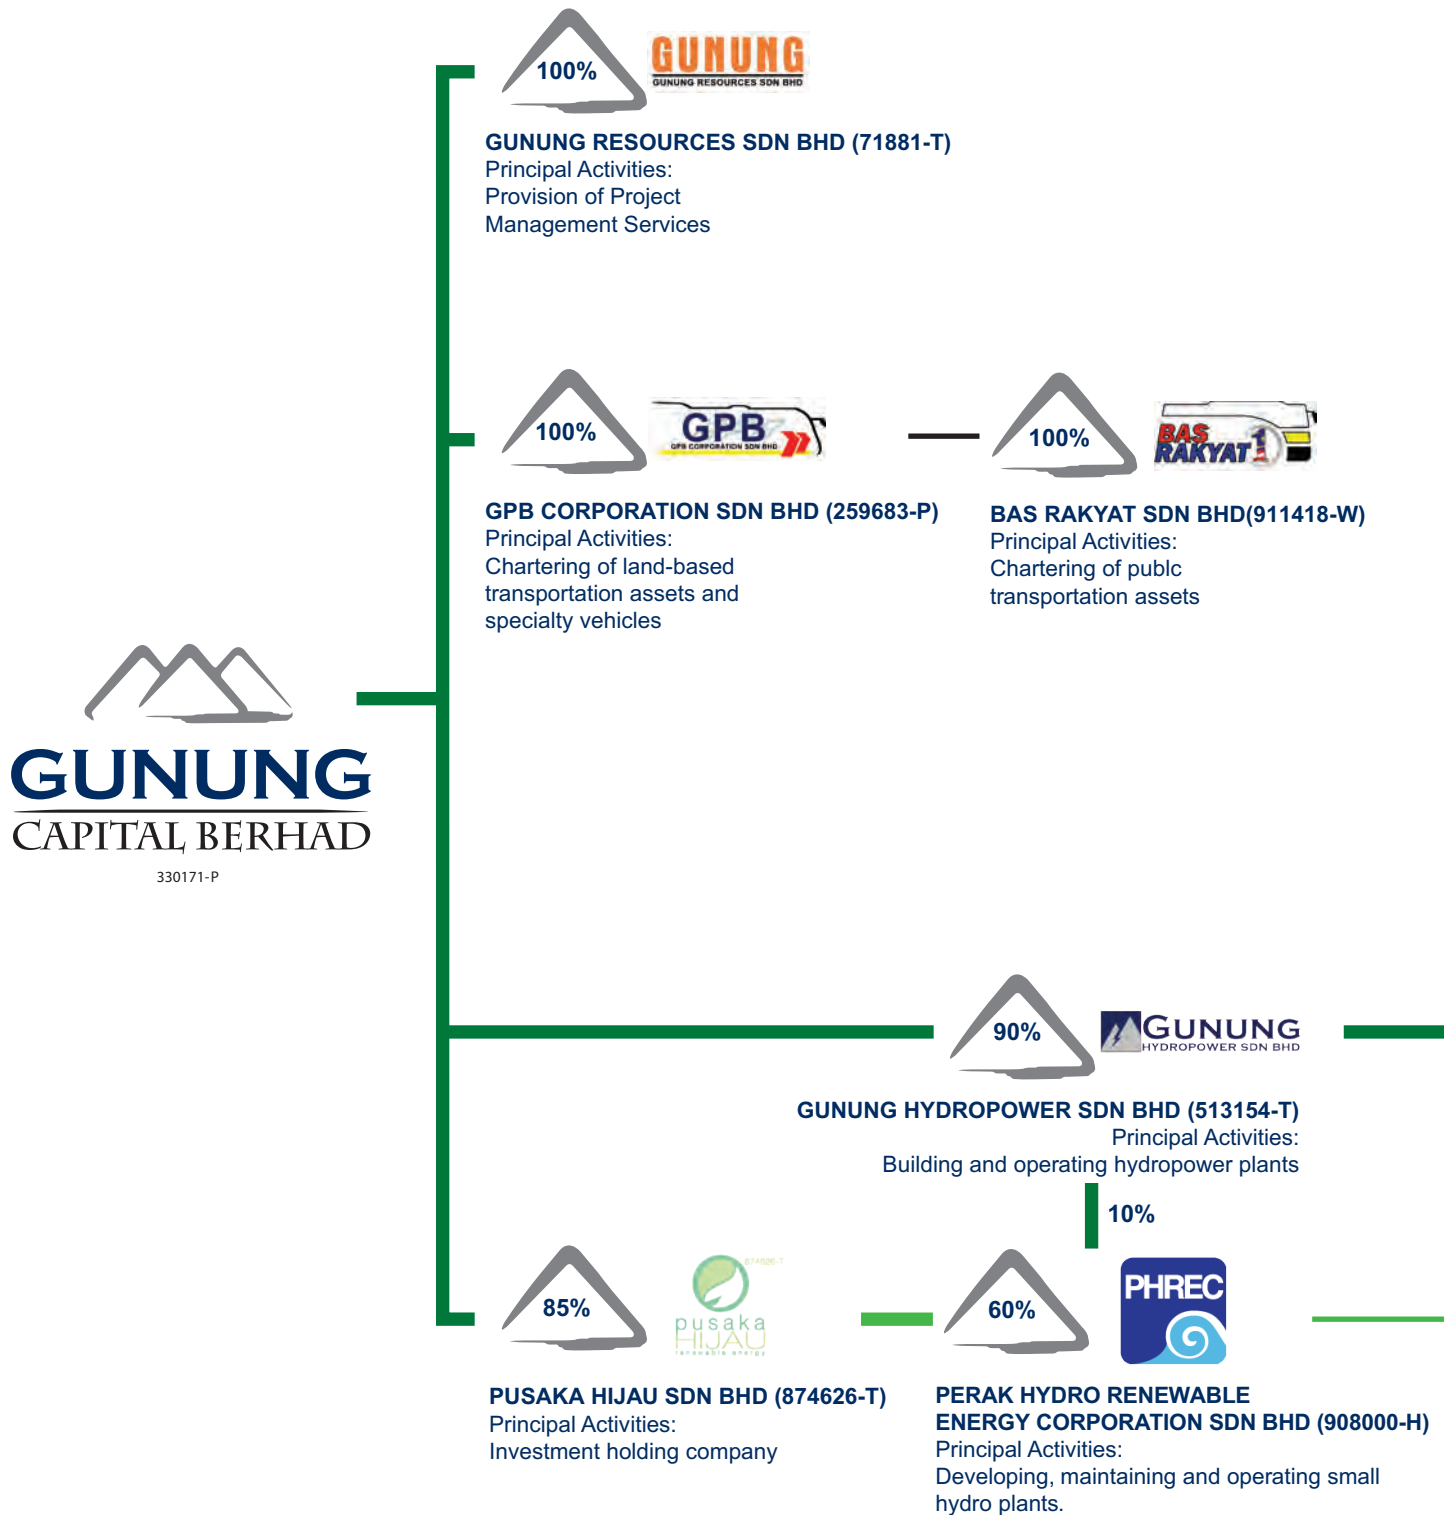 100%
GUNUNG
GUNUNG RESOURCES SDN BHD
GUNUNG RESOURCES SDN BHD (71881-T)
Principal Activities:
Provision of Project
Management Services
100%
GPB
GPB CORPORATION SDN BHD
GPB CORPORATION SDN BHD (259683-P)
Principal Activities:
Chartering of land-based
transportation assets and
specialty vehicles
100%
BAS
RAKYAT 1
BAS RAKYAT SDN BHD(911418-W)
Principal Activities:
Chartering of publc
transportation assets
GUNUNG
CAPITAL BERHAD
330171-P
90%
GUNUNG
HYDROPOWER SDN BHD
GUNUNG HYDROPOWER SDN BHD (513154-T)
Principal Activities:
Building and operating hydropower plants
10%
85%
874626-T
pusaka
HIJAU
renewable energy
PUSAKA HIJAU SDN BHD (874626-T)
Principal Activities:
Investment holding company
60%
PHREC
PERAK HYDRO RENEWABLE
ENERGY CORPORATION SDN BHD (908000-H)
Principal Activities:
Developing, maintaining and operating small
hydro plants.